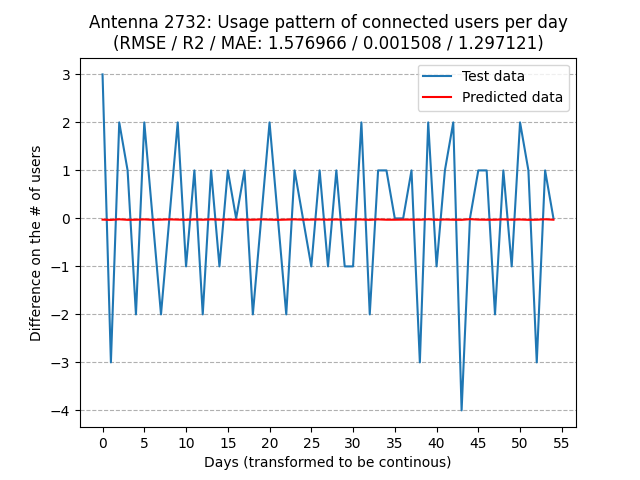 Antenna 2732: Usage pattern of connected users per day
(RMSE / R2 / MAE: 1.576966 / 0.001508 / 1.297121)
Test data
Predicted data
Difference on the # of users
3
2
1
0
−1
−2
−3
−4
0 5 10 15 20 25 30 35 40 45 50 55
Days (transformed to be continous)